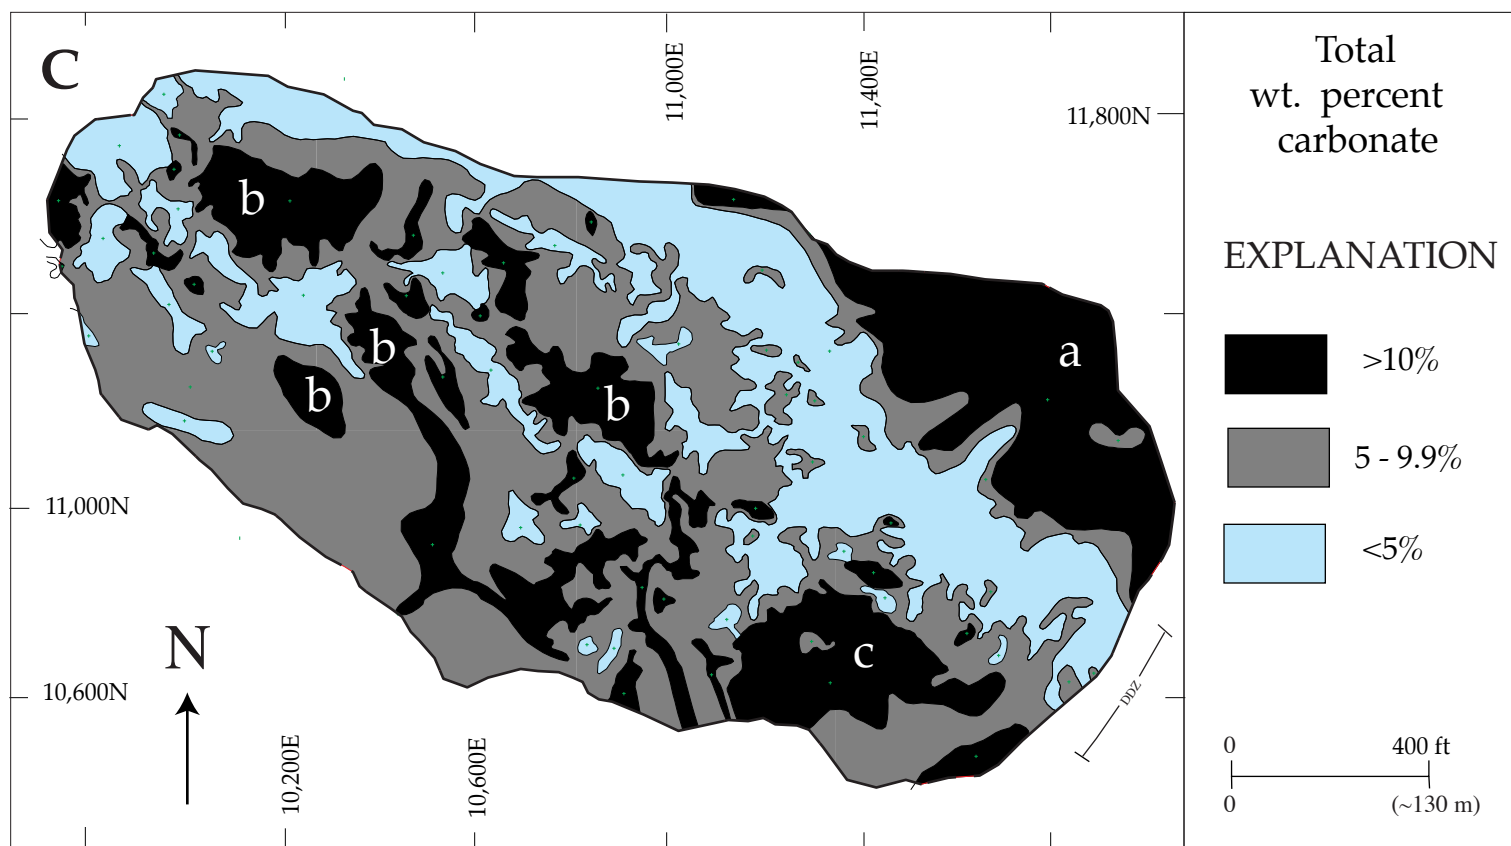 C
11,000E
11,400E
11,800N
Total
wt. percent
carbonate
b
a
b
b
b
c
EXPLANATION
>10%
5 - 9.9%
<5%
11,000N
10,600N
N
10,200E
10,600E
DDZ
0
400 ft
0
(~130 m)